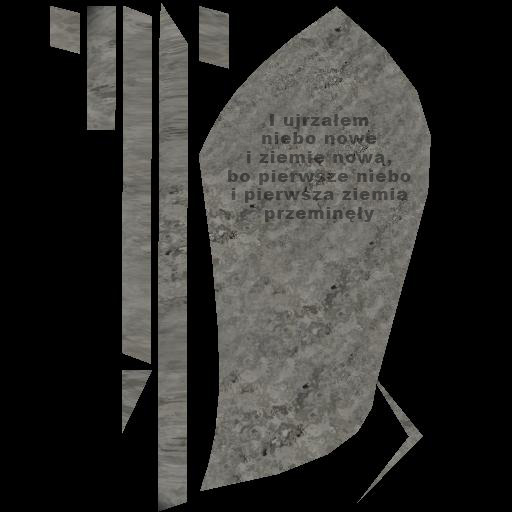 I ujrzałem
niebo nowe
i ziemię nową,
bo pierwsze niebo
i pierwsza ziemia
przeminęły